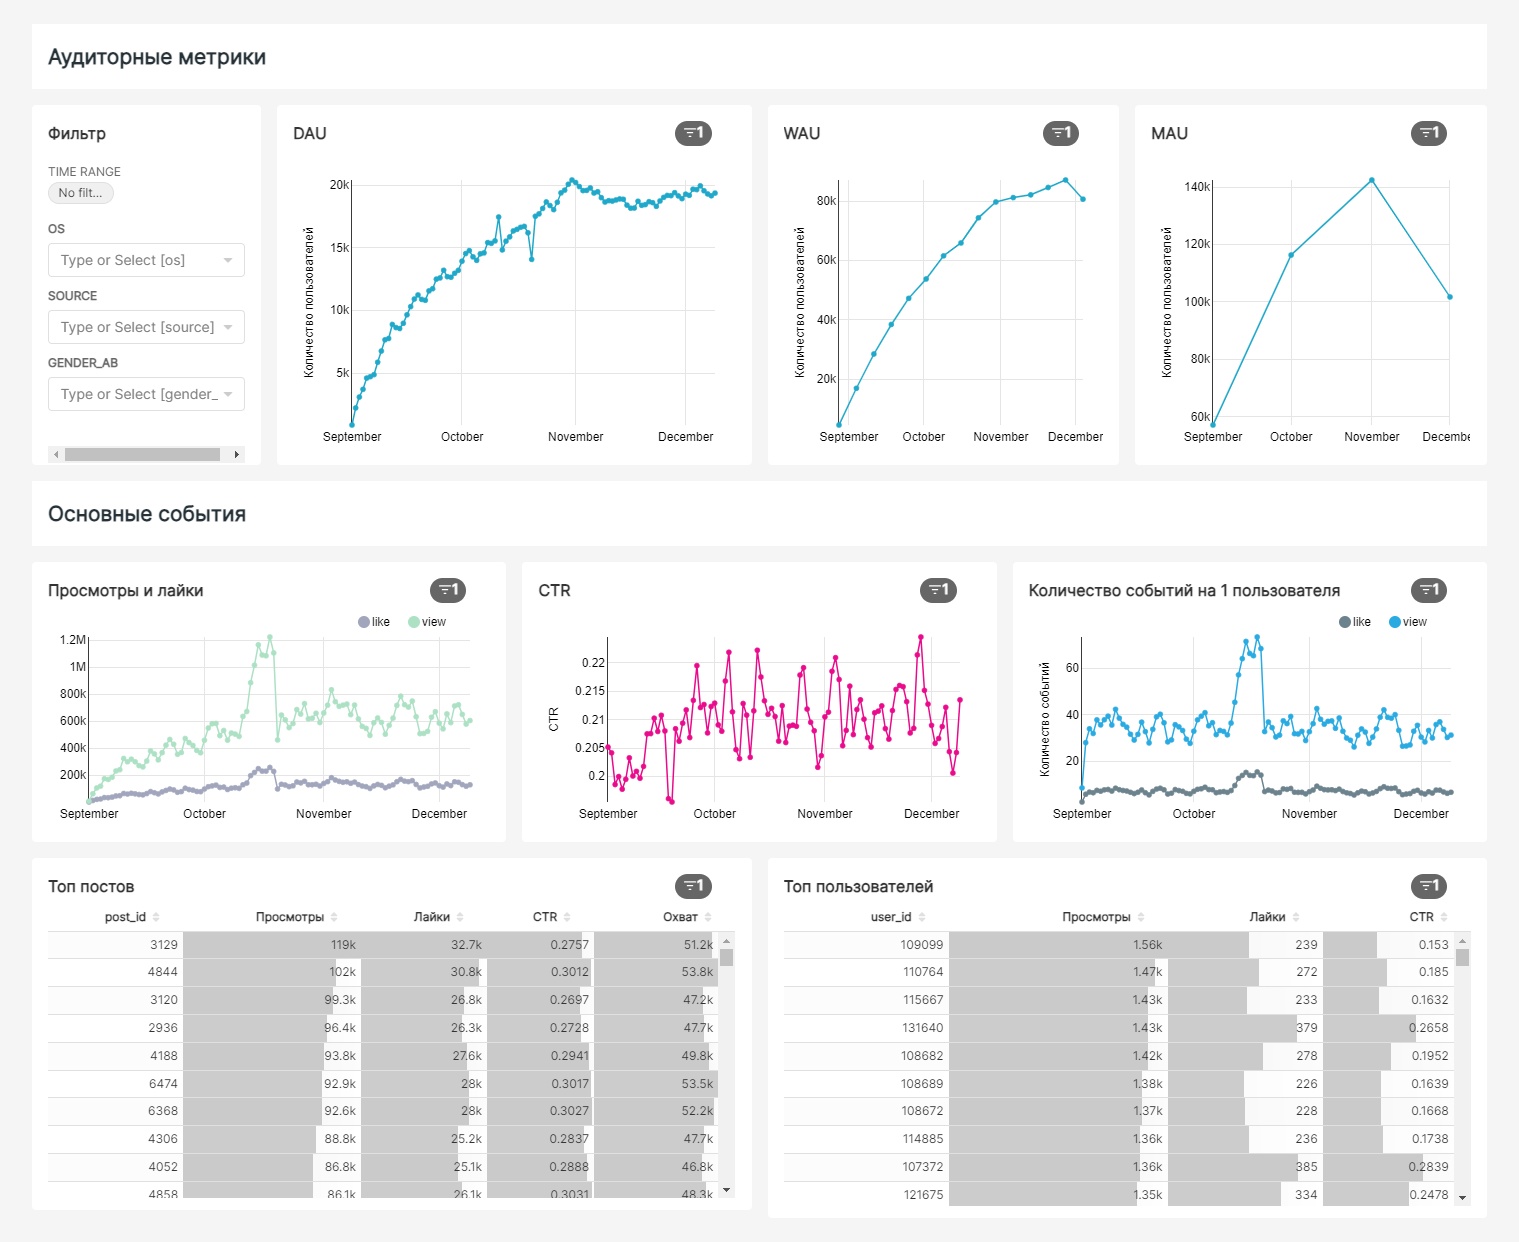 Аудиторные метрики
Фильтр
TIME RANGE
No filt...
OS
Type or Select [os]
SOURCE
Type or Select [source]
GENDER_AB
Type or Select [gender_
DAU
1
Количество пользователей
20k
15k
10k
5k
September October November December
WAU
1
Количество пользователей
80k
60k
40k
20k
September October November December
MAU
1
Количество пользователей
140k
120k
100k
80k
60k
September October November Decembe
Основные события
Просмотры и лайки
1
like view
1.2M
1M
800k
600k
400k
200k
September October November December
CTR
1
CTR
0.22
0.215
0.21
0.205
0.2
September October November December
Количество событий на 1 пользователя
1
like view
Количество событий
60
40
20
September October November December
Топ постов
1
post_id Просмотры Лайки CTR Охват
3129 119k 32.7k 0.2757 51.2k
4844 102k 30.8k 0.3012 53.8k
3120 99.3k 26.8k 0.2697 47.2k
2936 96.4k 26.3k 0.2728 47.7k
4188 93.8k 27.6k 0.2941 49.8k
6474 92.9k 28k 0.3017 53.5k
6368 92.6k 28k 0.3027 52.2k
4306 88.8k 25.2k 0.2837 47.7k
4052 86.8k 25.1k 0.2888 46.8k
4858 86.1k 26.1k 0.3031 48.3k
Топ пользователей
1
user_id Просмотры Лайки CTR
109099 1.56k 239 0.153
110764 1.47k 272 0.185
115667 1.43k 233 0.1632
131640 1.43k 379 0.2658
108682 1.42k 278 0.1952
108689 1.38k 226 0.1639
108672 1.37k 228 0.1668
114885 1.36k 236 0.1738
107372 1.36k 385 0.2839
121675 1.35k 334 0.2478